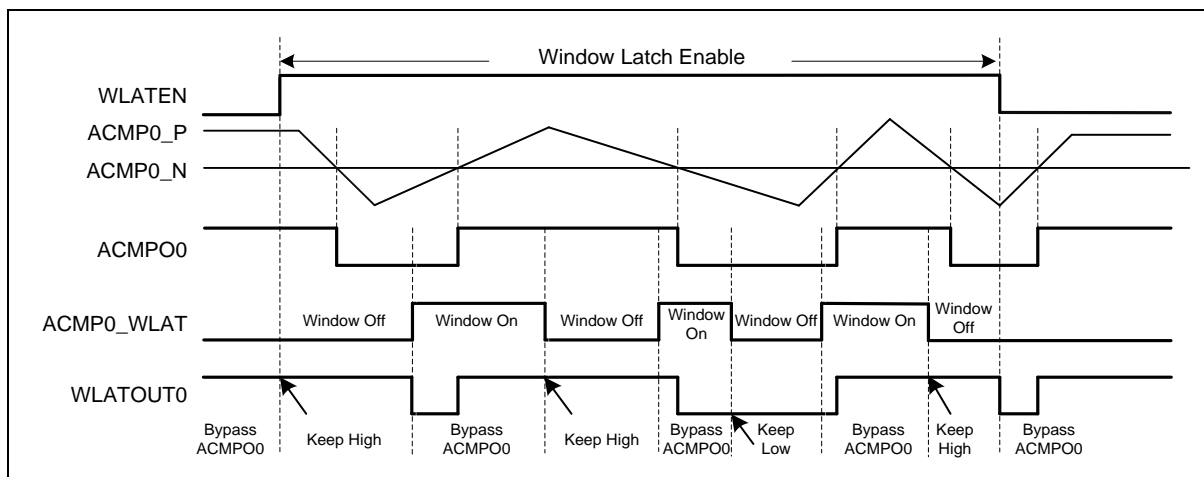 Window Latch Enable
WLATEN
ACMP0_P
ACMP0_N
ACMPO0
ACMP0_WLAT
Window Off
Window On
Window Off
Window
On
Window Off
Window On
Window
Off
WLATOUT0
Bypass
ACMPO0
Keep High
Bypass
ACMPO0
Keep High
Bypass
ACMPO0
Keep
Low
Bypass
ACMPO0
Keep
High
Bypass
ACMPO0